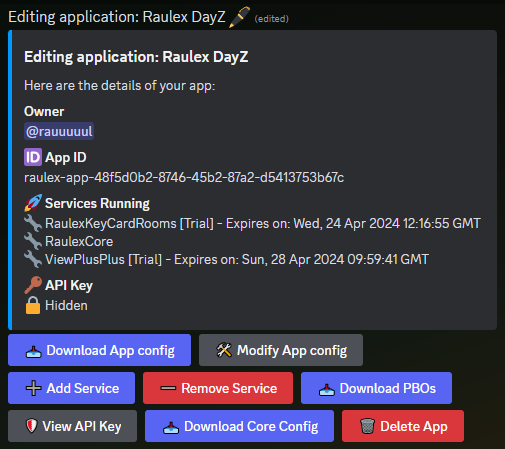 Editing application: Raulex DayZ 🖋️ (edited)
Editing application: Raulex DayZ
Here are the details of your app:
Owner
@rauuuuul
🆔 App ID
raulex-app-48f5d0b2-8746-45b2-87a2-d5413753b67c
🚀 Services Running
🔧 RaulexKeyCardRooms [Trial] - Expires on: Wed, 24 Apr 2024 12:16:55 GMT
🔧 RaulexCore
🔧 ViewPlusPlus [Trial] - Expires on: Sun, 28 Apr 2024 09:59:41 GMT
🔑 API Key
🔒 Hidden
📥 Download App config 🛠️ Modify App config
➕ Add Service ➖ Remove Service 📥 Download PBOs
🛡️ View API Key 📥 Download Core Config 🗑️ Delete App